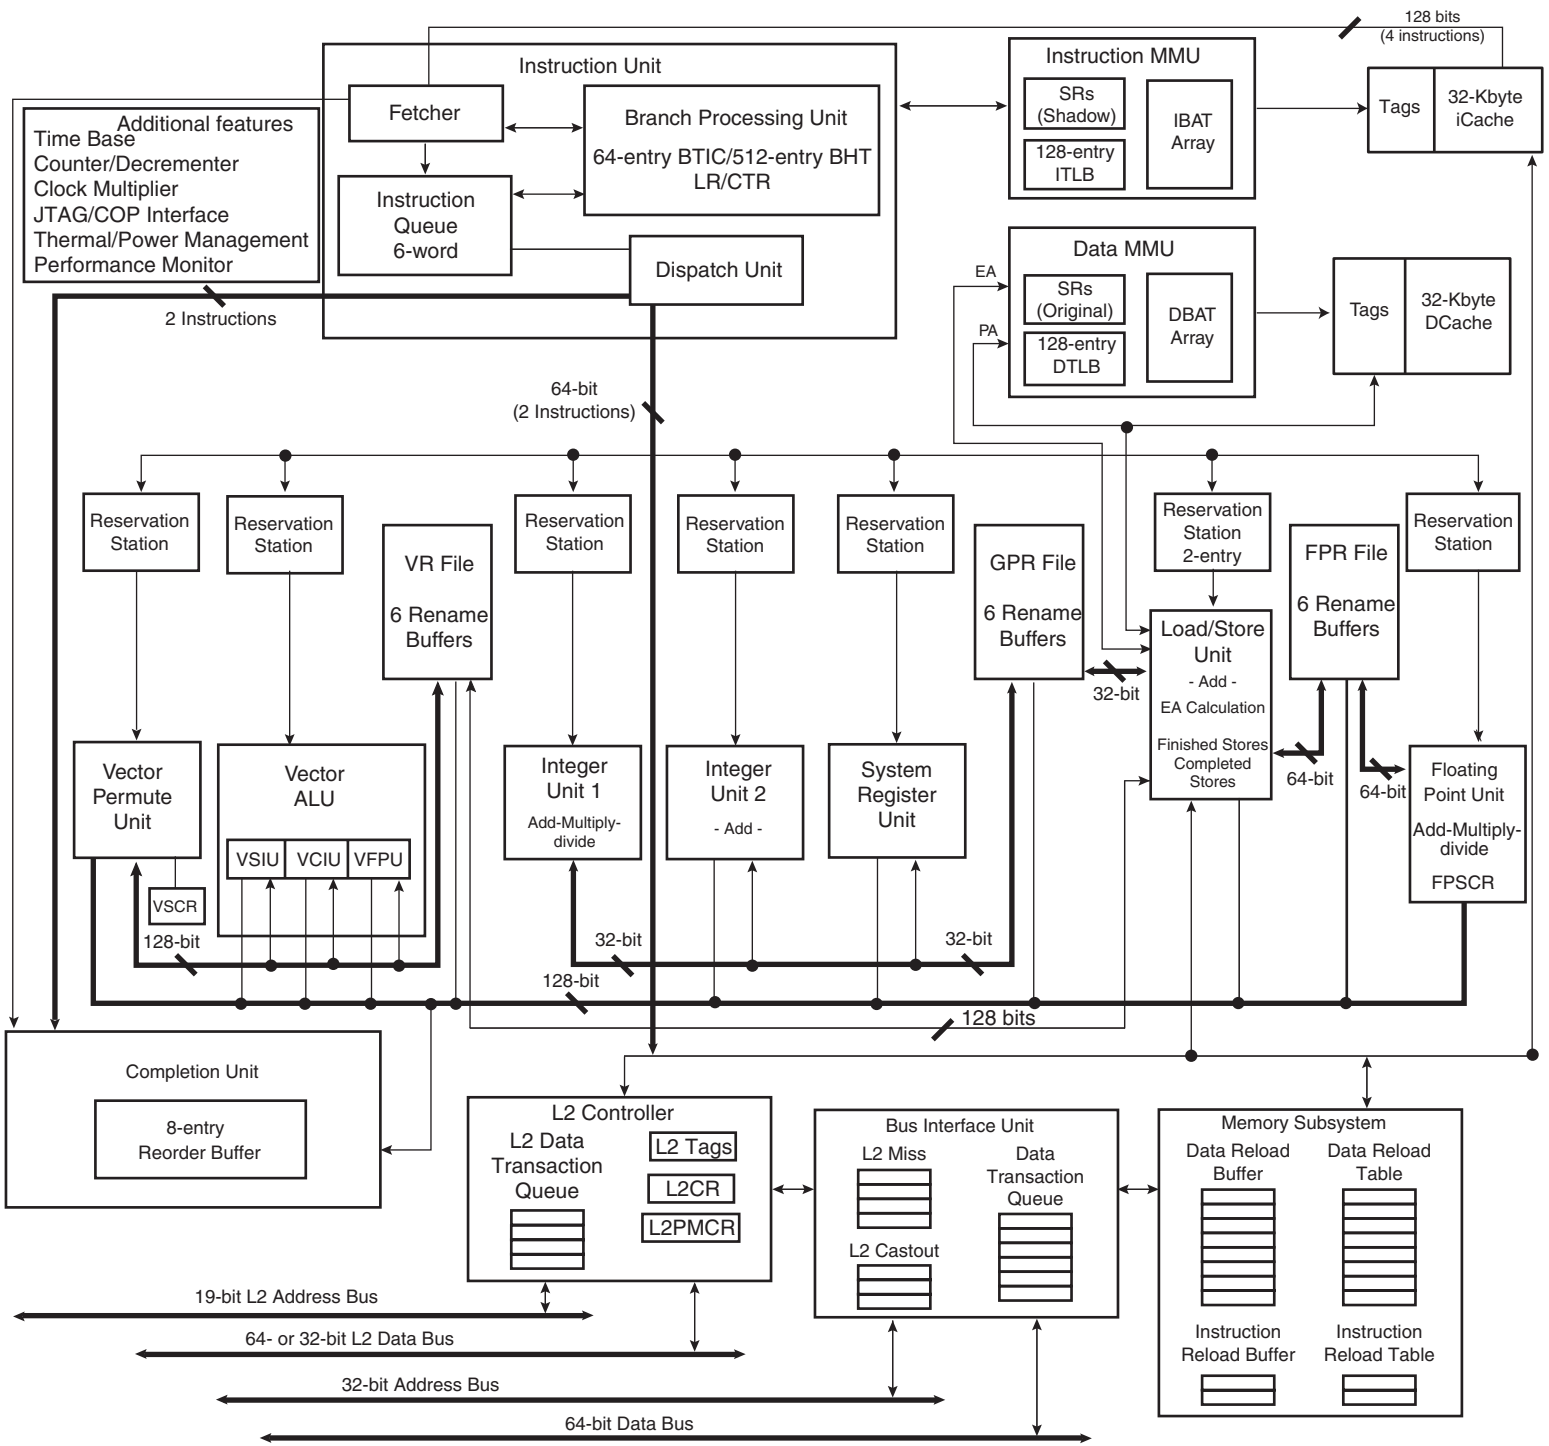 128 bits
(4 instructions)
Instruction Unit
Fetcher
Branch Processing Unit
64-entry BTIC/512-entry BHT
LR/CTR
Instruction
Queue
6-word
Dispatch Unit
Additional features
Time Base
Counter/Decrementer
Clock Multiplier
JTAG/COP Interface
Thermal/Power Management
Performance Monitor
2 Instructions
64-bit
(2 Instructions)
Instruction MMU
SRs
(Shadow)
128-entry
ITLB
IBAT
Array
Tags
32-Kbyte
iCache
Data MMU
EA
PA
SRs
(Original)
128-entry
DTLB
DBAT
Array
Tags
32-Kbyte
DCache
Reservation
Station
Reservation
Station
VR File
6 Rename
Buffers
Reservation
Station
Reservation
Station
Reservation
Station
GPR File
6 Rename
Buffers
Reservation
Station
2-entry
FPR File
6 Rename
Buffers
Reservation
Station
Vector
Permute
Unit
VSCR
Vector
ALU
VSIU
VCIU
VFPU
Integer
Unit 1
Add-Multiply-
divide
Integer
Unit 2
- Add -
System
Register
Unit
32-bit
Load/Store
Unit
- Add -
EA Calculation
Finished Stores
Completed
Stores
64-bit
64-bit
Floating
Point Unit
Add-Multiply-
divide
FPSCR
128-bit
32-bit
32-bit
128-bit
128 bits
Completion Unit
8-entry
Reorder Buffer
L2 Controller
L2 Data
Transaction
Queue
L2 Tags
L2CR
L2PMCR
Bus Interface Unit
L2 Miss
L2 Castout
Data
Transaction
Queue
Memory Subsystem
Data Reload
Buffer
Data Reload
Table
Instruction
Reload Buffer
Instruction
Reload Table
19-bit L2 Address Bus
64- or 32-bit L2 Data Bus
32-bit Address Bus
64-bit Data Bus